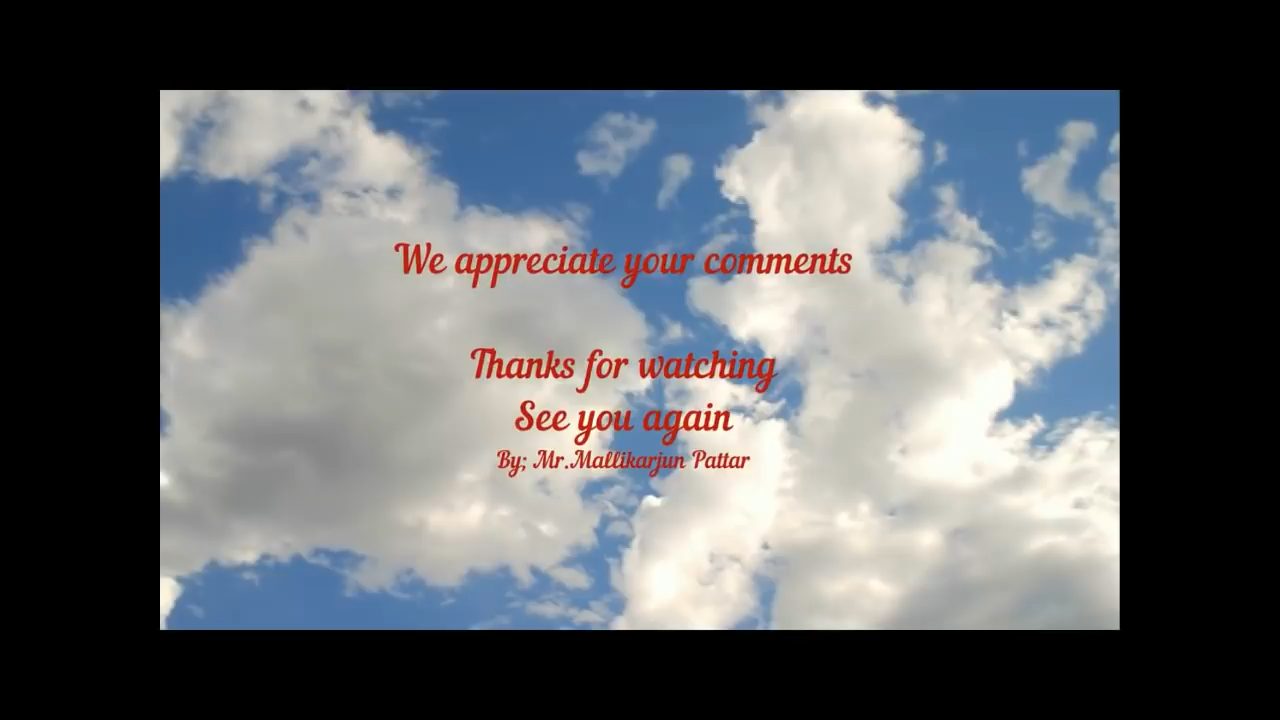 We appreciate your comments
Thanks for watching
See you again
By; Mr.Mallikarjun Pattar